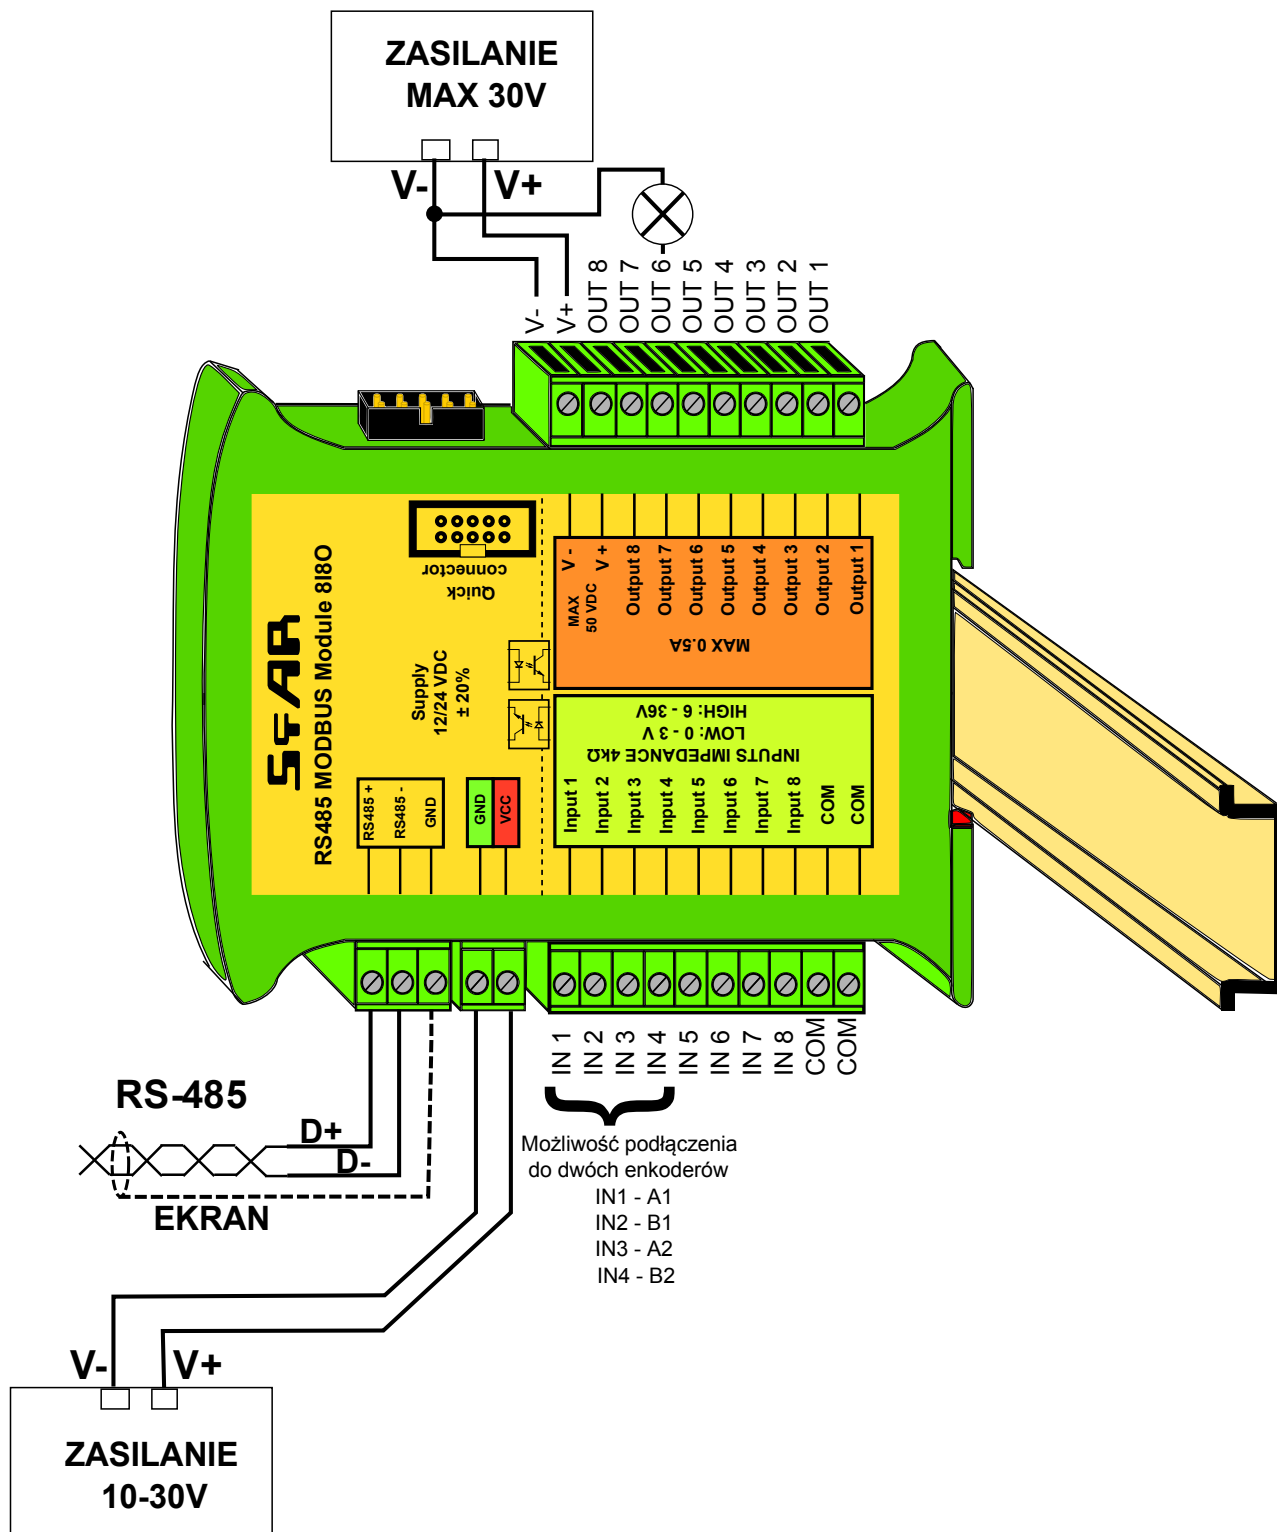 ZASILANIE
MAX 30V
V-
V+
V-
V+
OUT 8
OUT 7
OUT 6
OUT 5
OUT 4
OUT 3
OUT 2
OUT 1
Quick
connector
SfAR
RS485 MODBUS Module 8I8O
Supply
12/24 VDC
± 20%
RS485 +
RS485 -
GND
GND
VCC
MAX
50 VDC
V -
V +
Output 8
Output 7
Output 6
Output 5
Output 4
Output 3
Output 2
Output 1
MAX 0.5A
INPUTS IMPEDANCE 4kΩ
LOW: 0 - 3 V
HIGH: 6 - 36V
Input 1
Input 2
Input 3
Input 4
Input 5
Input 6
Input 7
Input 8
COM
COM
IN 1
IN 2
IN 3
IN 4
IN 5
IN 6
IN 7
IN 8
COM
COM
RS-485
D+
D-
EKRAN
Możliwość podłączenia
do dwóch enkoderów
IN1 - A1
IN2 - B1
IN3 - A2
IN4 - B2
V-
V+
ZASILANIE
10-30V